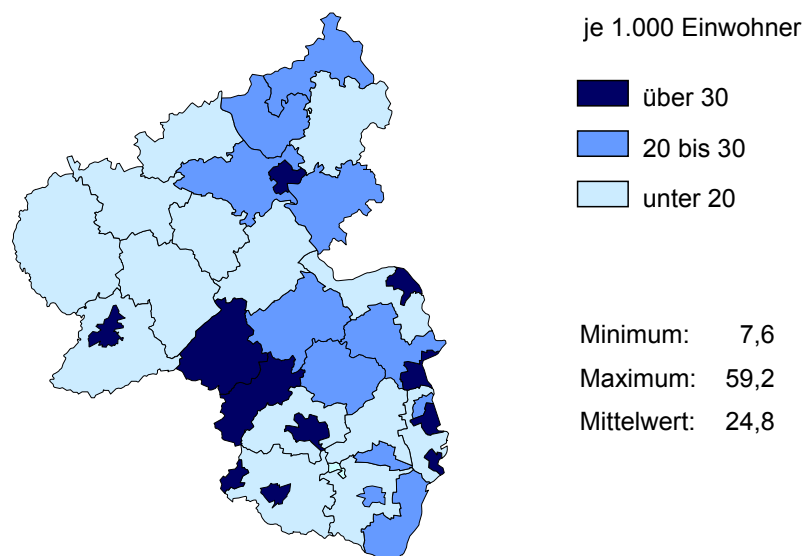 je 1.000 Einwohner
über 30
20 bis 30
unter 20
Minimum: 7,6
Maximum: 59,2
Mittelwert: 24,8